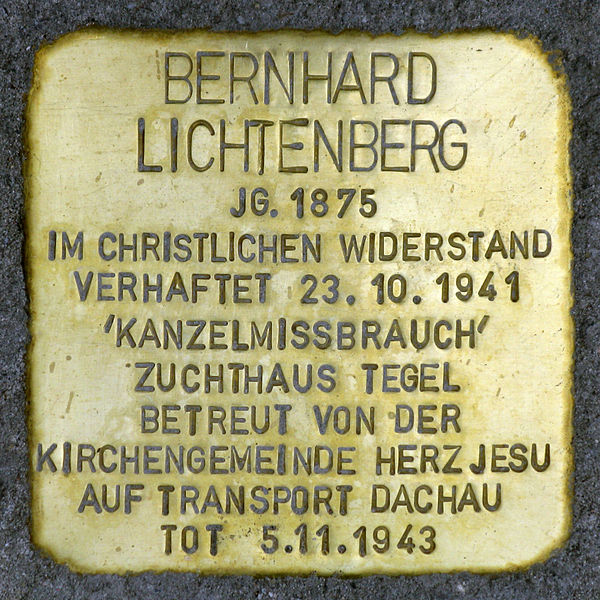 BERNHARD
LICHTENBERG
JG. 1875
IM CHRISTLICHEN WIDERSTAND
VERHAFTET 23.10.1941
'KANZELMISSBRAUCH'
ZUCHTHAUS TEGEL
BETREUT VON DER
KIRCHENGEMEINDE HERZ JESU
AUF TRANSPORT DACHAU
TOT 5.11.1943